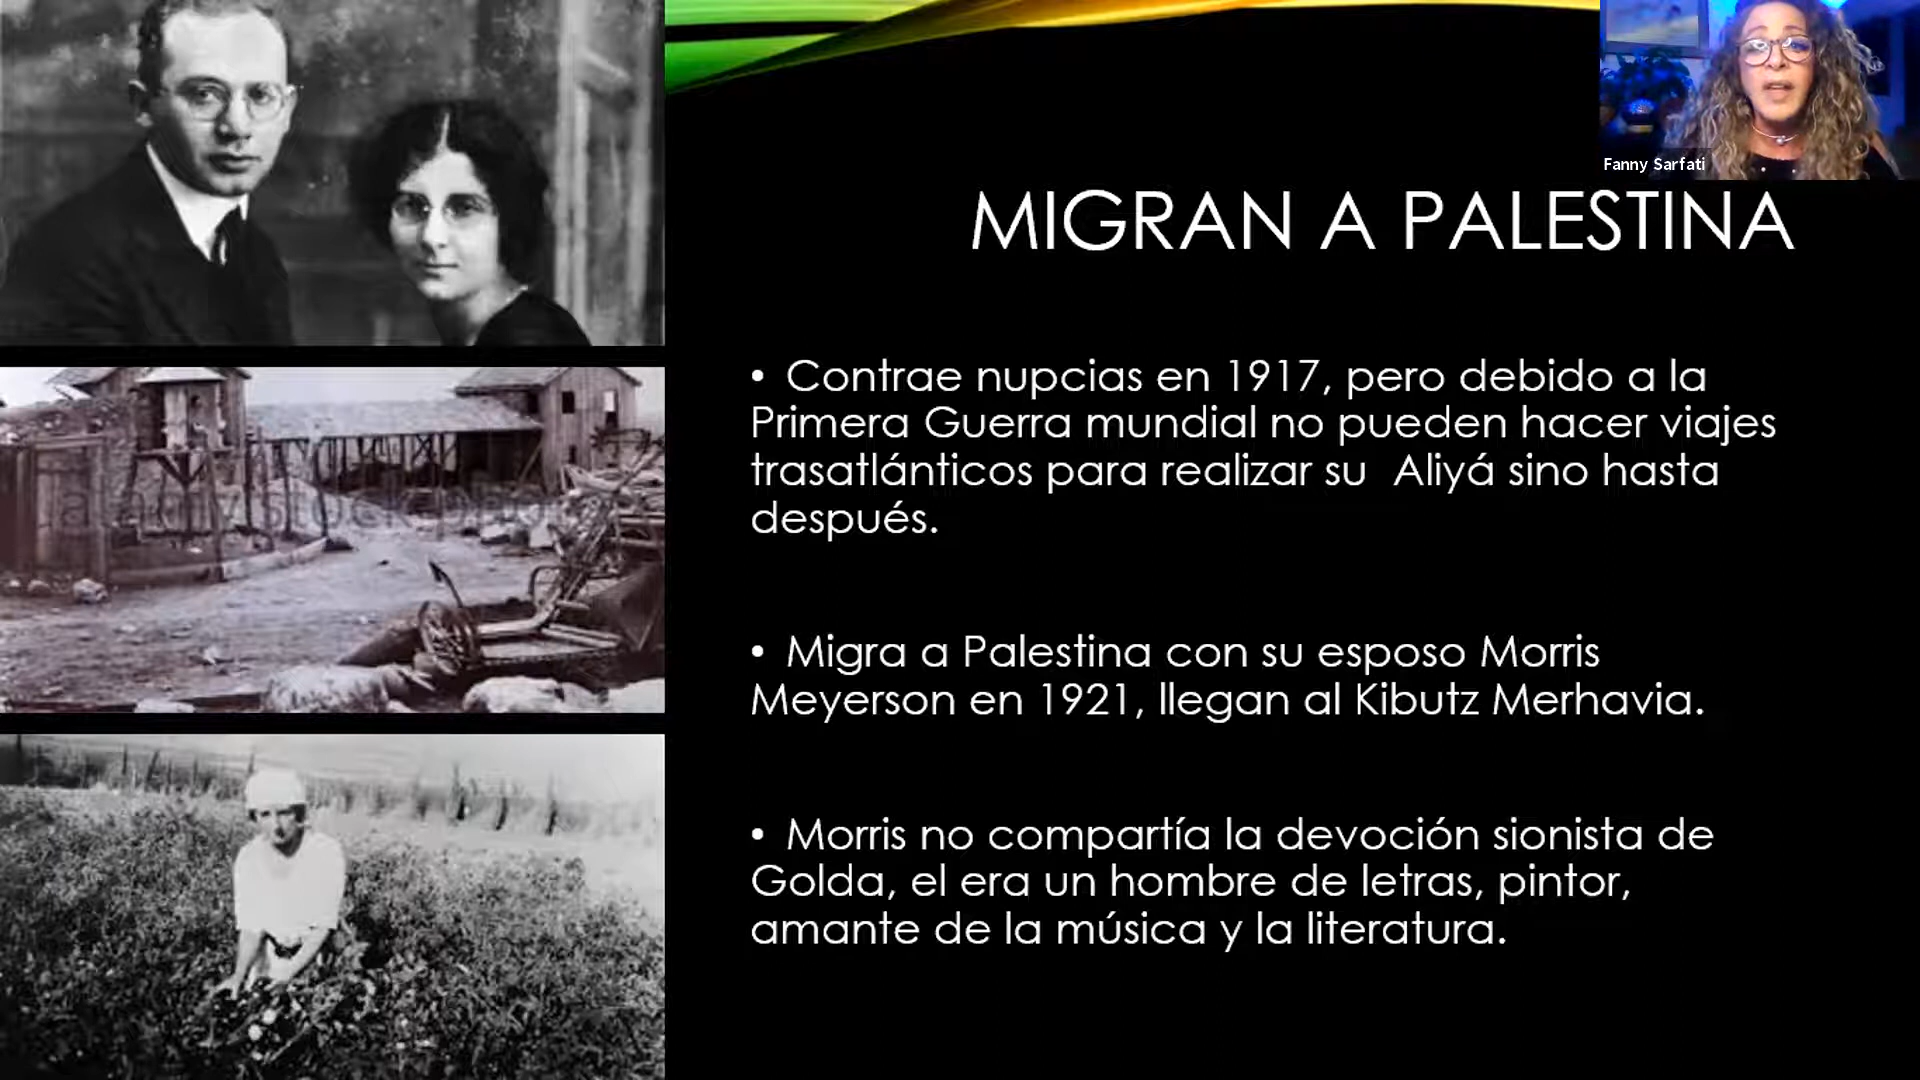 Fanny Sarfati
MIGRAN A PALESTINA
• Contrae nupcias en 1917, pero debido a la
Primera Guerra mundial no pueden hacer viajes
trasatlánticos para realizar su Aliyá sino hasta
después.
• Migra a Palestina con su esposo Morris
Meyerson en 1921, llegan al Kibutz Merhavia.
• Morris no compartía la devoción sionista de
Golda, el era un hombre de letras, pintor,
amante de la música y la literatura.
alamy stock photo